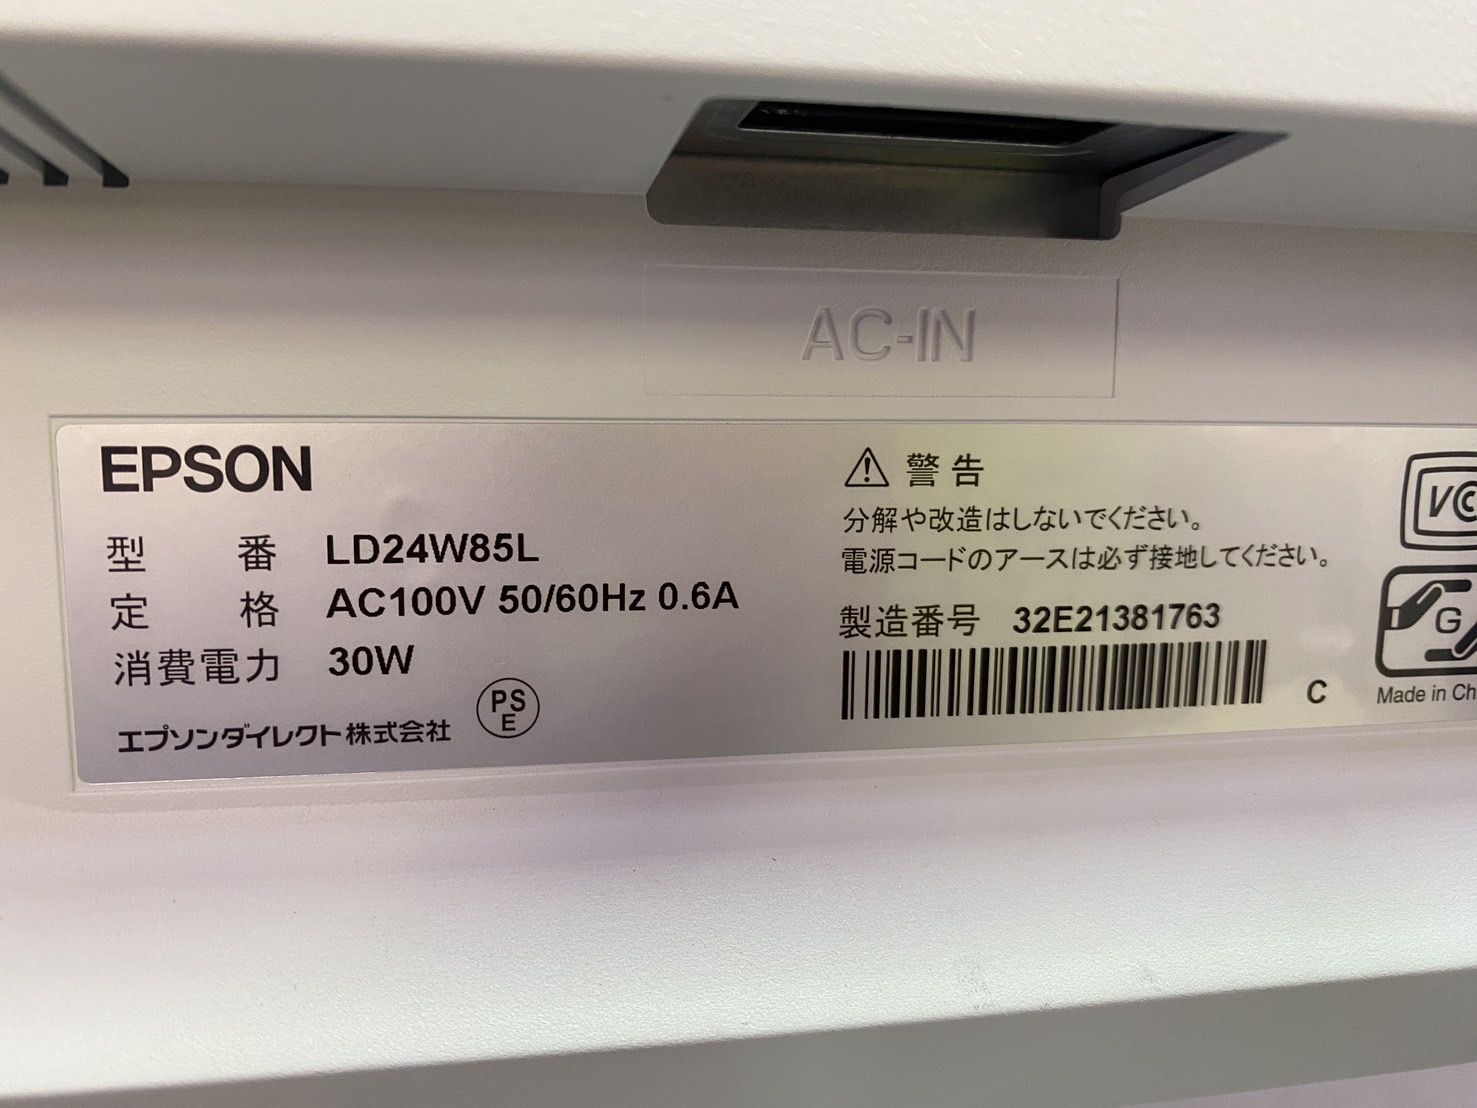 AC-IN
EPSON
型番 LD24W85L
定格 AC100V 50/60Hz 0.6A
消費電力 30W
エプソンダイレクト株式会社
PS
E
警告
分解や改造はしないでください。
電源コードのアースは必ず接地してください。
製造番号 32E21381763
C
VC
G
Made in